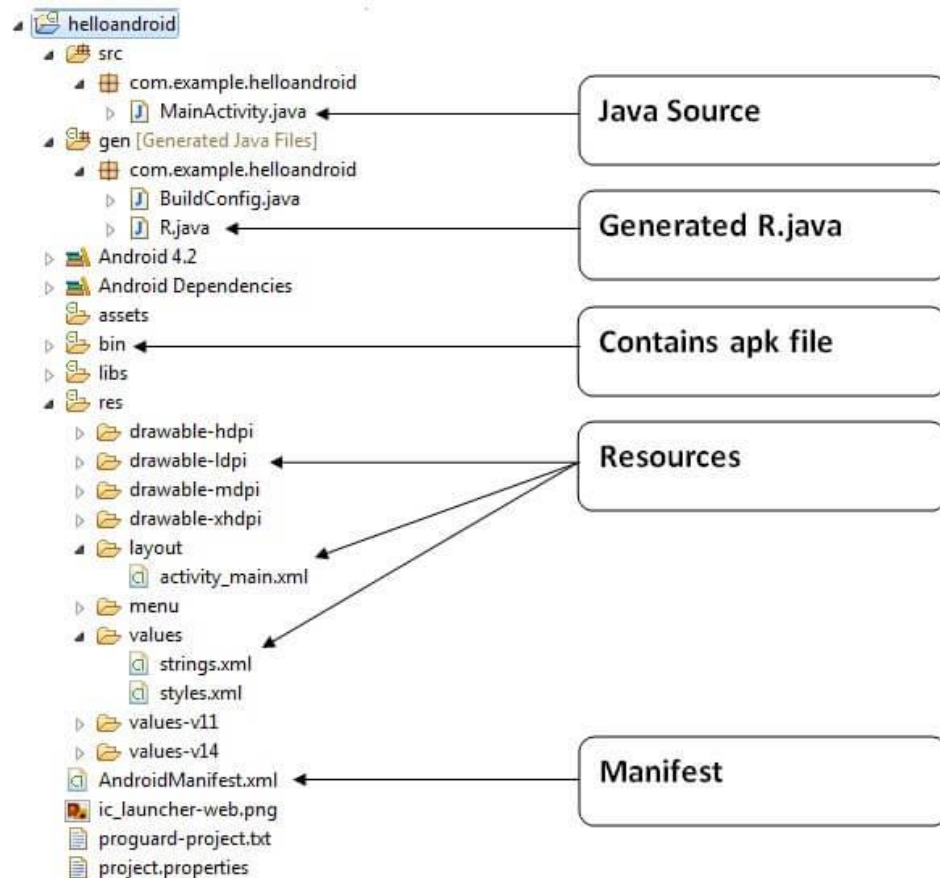 helloandroid
src
com.example.helloandroid
MainActivity.java
Java Source
gen [Generated Java Files]
com.example.helloandroid
BuildConfig.java
R.java
Generated R.java
Android 4.2
Android Dependencies
assets
bin
Contains apk file
libs
res
drawable-hdpi
drawable-ldpi
Resources
drawable-mdpi
drawable-xhdpi
layout
activity_main.xml
menu
values
strings.xml
styles.xml
values-v11
values-v14
AndroidManifest.xml
Manifest
ic_launcher-web.png
proguard-project.txt
project.properties